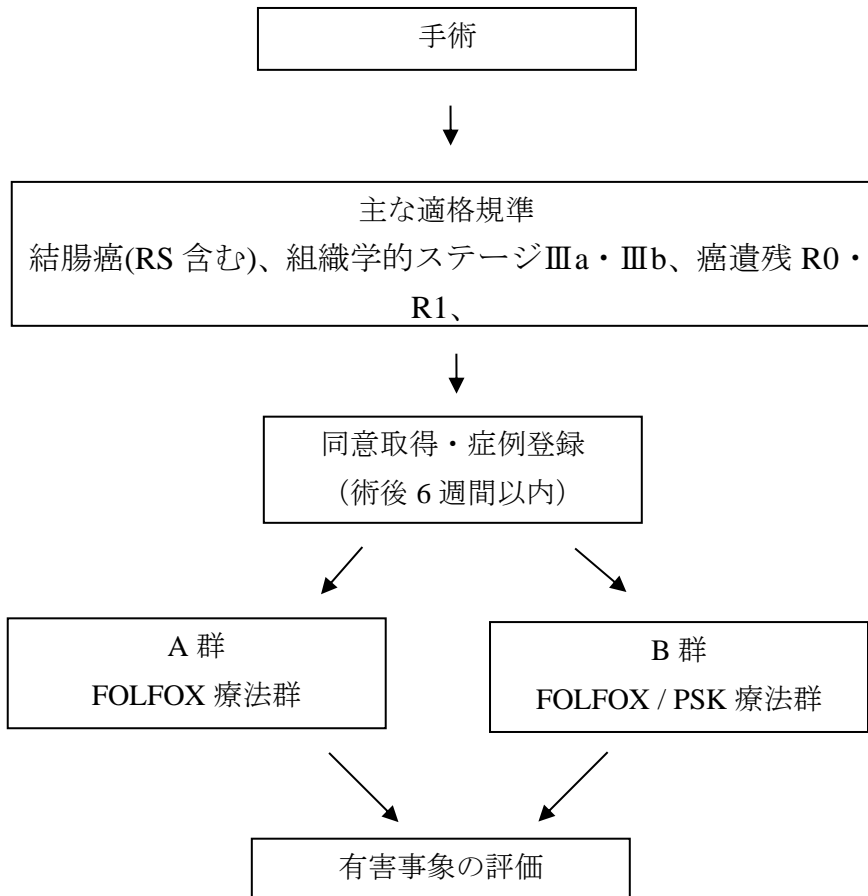 手術
主な適格規準
結腸癌(RS 含む)、組織学的ステージⅢa・Ⅲb、癌遺残 R0・
R1、
同意取得・症例登録
（術後 6 週間以内）
A 群
FOLFOX 療法群
B 群
FOLFOX / PSK 療法群
有害事象の評価